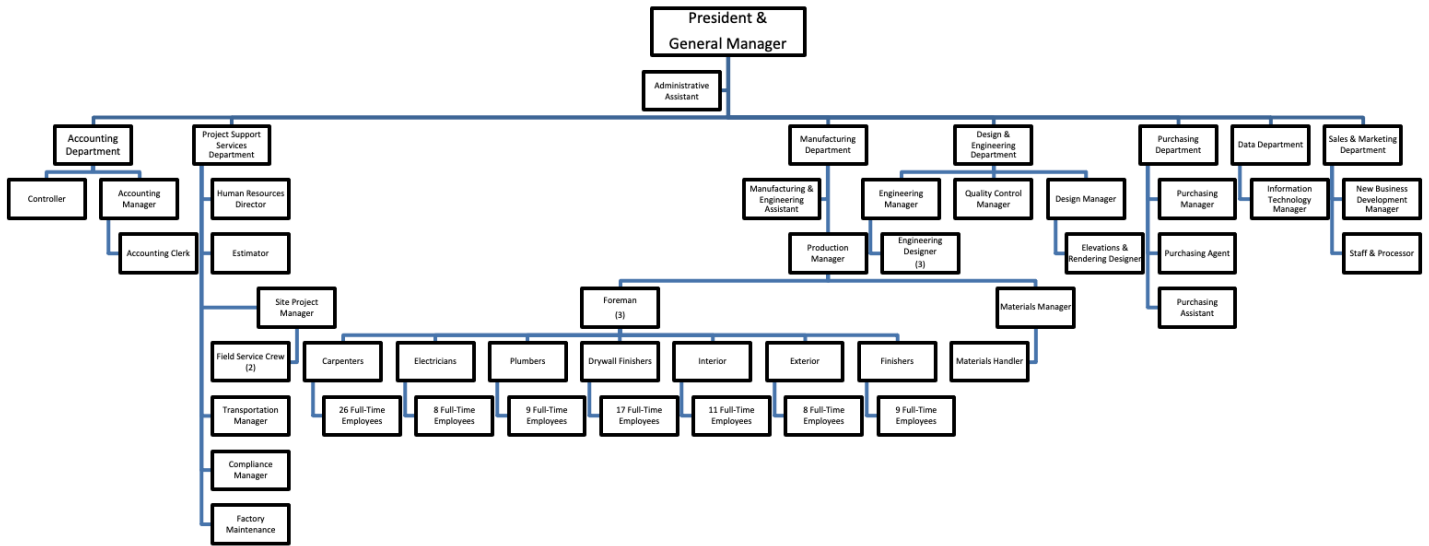 President &
General Manager
Administrative
Assistant
Accounting
Department
Project Support
Services
Department
Manufacturing
Department
Design &
Engineering
Department
Purchasing
Department
Data Department
Sales & Marketing
Department
Controller
Accounting
Manager
Human Resources
Director
Manufacturing &
Engineering
Assistant
Engineering
Manager
Quality Control
Manager
Design Manager
Purchasing
Manager
Information
Technology
Manager
New Business
Development
Manager
Accounting Clerk
Estimator
Production
Manager
Engineering
Designer
(3)
Elevations &
Rendering Designer
Purchasing Agent
Staff & Processor
Site Project
Manager
Foreman
(3)
Materials Manager
Purchasing
Assistant
Field Service Crew
(2)
Carpenters
Electricians
Plumbers
Drywall Finishers
Interior
Exterior
Finishers
Materials Handler
Transportation
Manager
26 Full-Time
Employees
8 Full-Time
Employees
9 Full-Time
Employees
17 Full-Time
Employees
11 Full-Time
Employees
8 Full-Time
Employees
9 Full-Time
Employees
Compliance
Manager
Factory
Maintenance